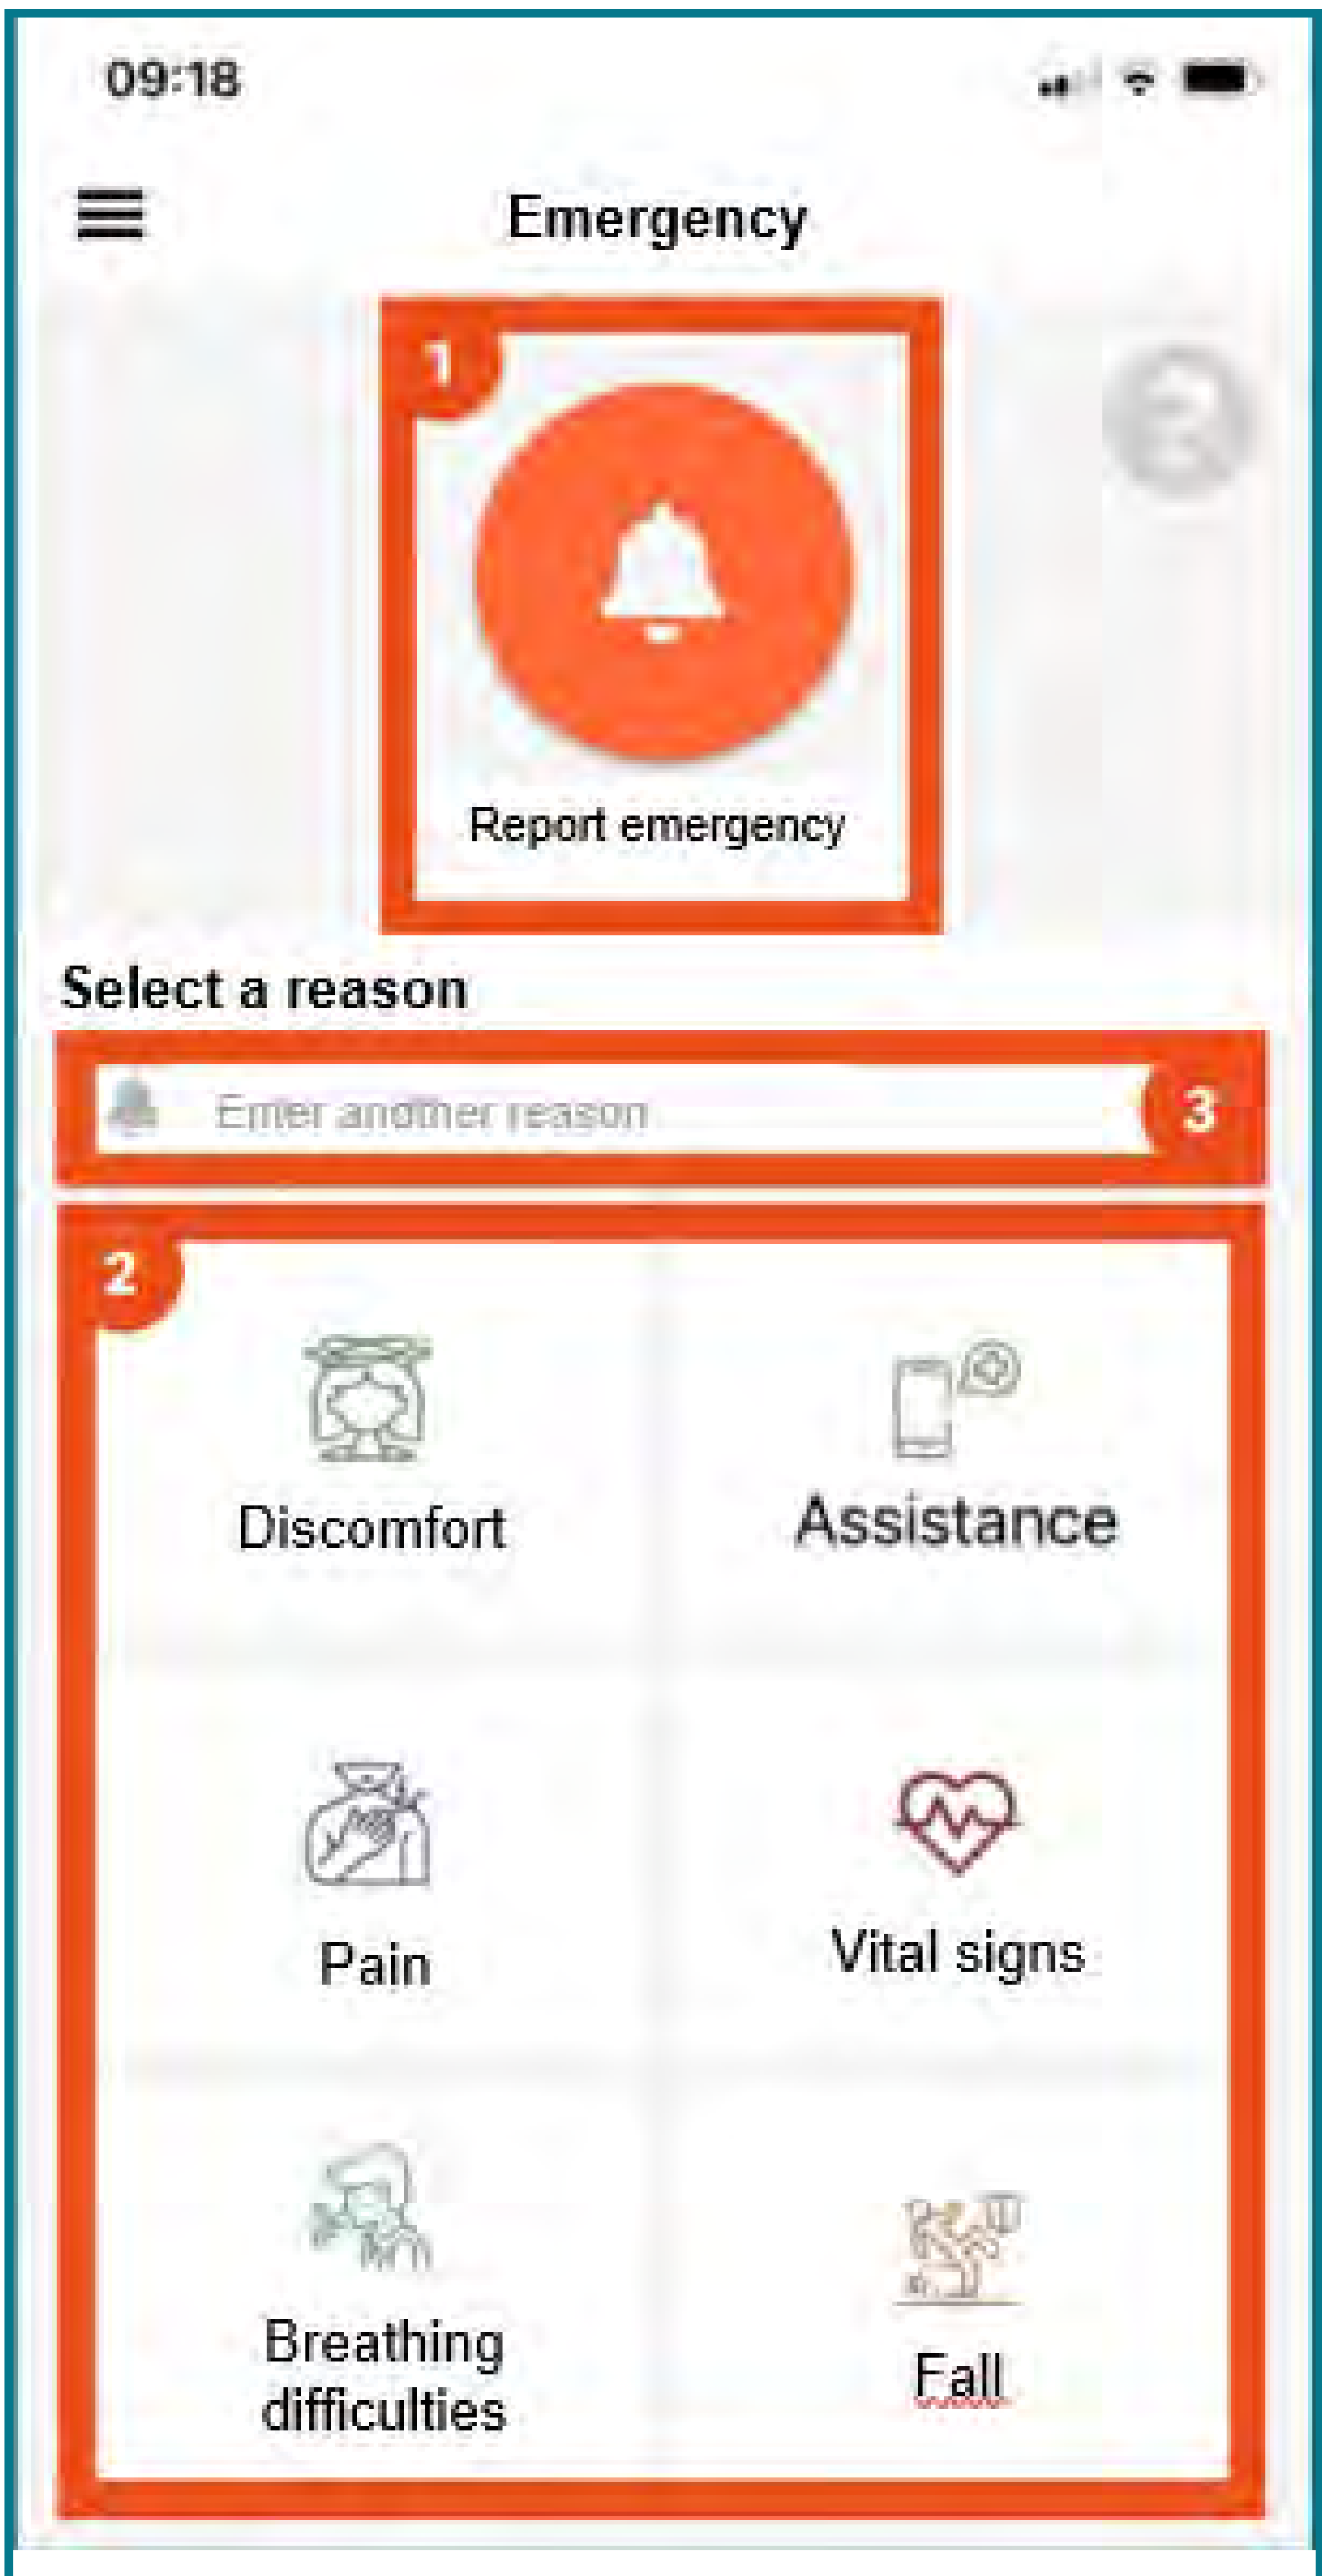 09:18
Emergency
1
Report emergency
Select a reason
Enter another reason
3
2
Discomfort
Assistance
Pain
Vital signs
Breathing
difficulties
Fall